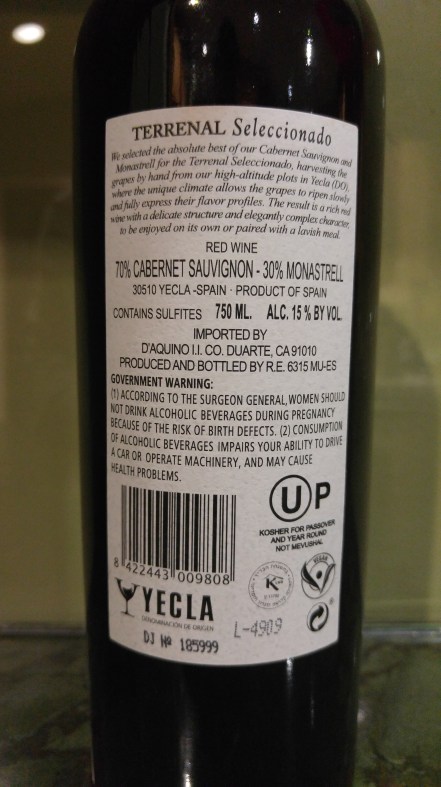 TERRENAL Seleccionado
We selected the absolute best of our Cabernet Sauvignon and
Monastrell for the Terrenal Seleccionado, harvesting the
grapes by hand from our high-altitude plots in Yecla (DO),
where the unique climate allows the grapes to ripen slowly
and fully express their flavor profiles. The result is a rich red
wine with a delicate structure and elegantly complex character,
to be enjoyed on its own or paired with a lavish meal.
RED WINE
70% CABERNET SAUVIGNON - 30% MONASTRELL
30510 YECLA -SPAIN · PRODUCT OF SPAIN
CONTAINS SULFITES 750 ML. ALC. 15 % BY VOL.
IMPORTED BY
D'AQUINO I.I. CO. DUARTE, CA 91010
PRODUCED AND BOTTLED BY R.E. 6315 MU-ES
GOVERNMENT WARNING:
(1) ACCORDING TO THE SURGEON GENERAL, WOMEN SHOULD
NOT DRINK ALCOHOLIC BEVERAGES DURING PREGNANCY
BECAUSE OF THE RISK OF BIRTH DEFECTS. (2) CONSUMPTION
OF ALCOHOLIC BEVERAGES IMPAIRS YOUR ABILITY TO DRIVE
A CAR OR OPERATE MACHINERY, AND MAY CAUSE
HEALTH PROBLEMS.
U P
KOSHER FOR PASSOVER
AND YEAR ROUND
NOT MEVUSHAL
8 422443 009808
K
YECLA
DENOMINACIÓN DE ORIGEN
DJ Nº 185999
L-4909